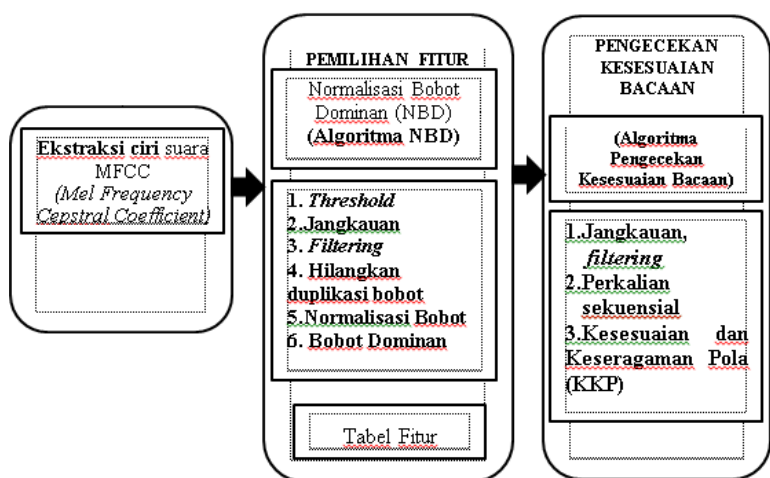 Ekstraksi ciri suara
MFCC
(Mel Frequency
Cepstral Coefficient)
PEMILIHAN FITUR
Normalisasi Bobot
Dominan (NBD)
(Algoritma NBD)
1. Threshold
2.Jangkauan
3. Filtering
4. Hilangkan
duplikasi bobot
5.Normalisasi Bobot
6. Bobot Dominan
Tabel Fitur
PENGECEKAN
KESESUAIAN
BACAAN
(Algoritma
Pengecekan
Kesesuaian Bacaan)
1.Jangkauan,
filtering
2.Perkalian
sekuensial
3.Kesesuaian dan
Keseragaman Pola
(KKP)